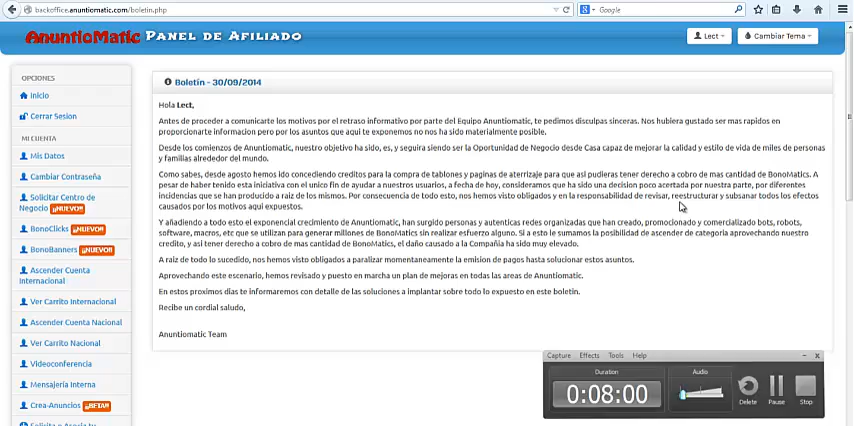 backoffice.anuntiomatic.com/boletin.php
Google
AnuntioMatic PANEL DE AFILIADO
Lect
Cambiar Tema
OPCIONES
Inicio
Cerrar Sesion
MI CUENTA
Mis Datos
Cambiar Contraseña
Solicitar Centro de
Negocio ¡¡NUEVO!!
BonoClicks ¡¡NUEVO!!
BonoBanners ¡¡NUEVO!!
Ascender Cuenta
Internacional
Ver Carrito Internacional
Ascender Cuenta Nacional
Ver Carrito Nacional
Videoconferencia
Mensajería Interna
Crea-Anuncios ¡¡BETA!!
Boletín - 30/09/2014
Hola Lect,
Antes de proceder a comunicarte los motivos por el retraso informativo por parte del Equipo Anuntiomatic, te pedimos disculpas sinceras. Nos hubiera gustado ser mas rapidos en
proporcionarte informacion pero por los asuntos que aqui te exponemos no nos ha sido materialmente posible.
Desde los comienzos de Anuntiomatic, nuestro objetivo ha sido, es, y seguira siendo ser la Oportunidad de Negocio desde Casa capaz de mejorar la calidad y estilo de vida de miles de personas
y familias alrededor del mundo.
Como sabes, desde agosto hemos ido concediendo creditos para la compra de tablones y paginas de aterrizaje para que asi pudieras tener derecho a cobro de mas cantidad de BonoMatics. A
pesar de haber tenido esta iniciativa con el unico fin de ayudar a nuestros usuarios, a fecha de hoy, consideramos que ha sido una decision poco acertada por nuestra parte, por diferentes
incidencias que se han producido a raiz de los mismos. Por consecuencia de todo esto, nos hemos visto obligados y en la responsabilidad de revisar, reestructurar y subsanar todos los efectos
causados por los motivos aqui expuestos.
Y añadiendo a todo esto el exponencial crecimiento de Anuntiomatic, han surgido personas y autenticas redes organizadas que han creado, promocionado y comercializado bots, robots,
software, macros, etc que se utilizan para generar millones de BonoMatics sin realizar esfuerzo alguno. Si a esto le sumamos la posibilidad de ascender de categoria aprovechando nuestro
credito, y asi tener derecho a cobro de mas cantidad de BonoMatics, el daño causado a la Compañia ha sido muy elevado.
A raiz de todo lo sucedido, nos hemos visto obligados a paralizar momentaneamente la emision de pagos hasta solucionar estos asuntos.
Aprovechando este escenario, hemos revisado y puesto en marcha un plan de mejoras en todas las areas de Anuntiomatic.
En estos proximos dias te informaremos con detalle de las soluciones a implantar sobre todo lo expuesto en este boletin.
Recibe un cordial saludo,
Anuntiomatic Team
Capture Effects Tools Help
Duration
0:08:00
Audio
Delete Pause Stop